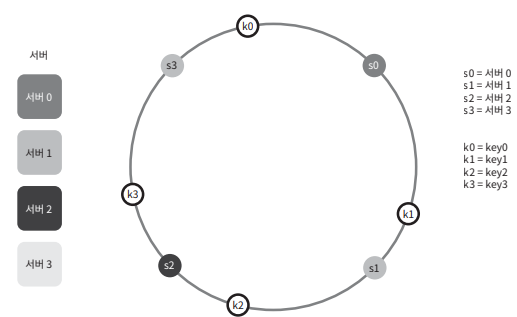 서버
서버 0
서버 1
서버 2
서버 3
k0
s3
s0
k3
k1
s2
s1
k2
s0 = 서버 0
s1 = 서버 1
s2 = 서버 2
s3 = 서버 3
k0 = key0
k1 = key1
k2 = key2
k3 = key3